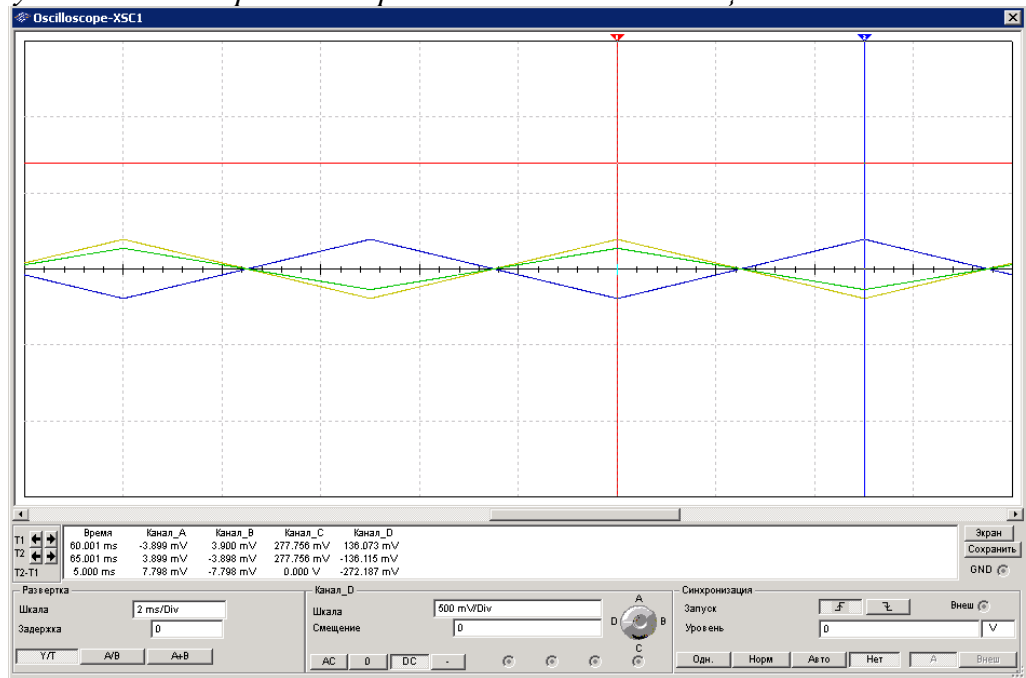 Oscilloscope-XSC1
1
2
T1
T2
T2-T1
Время Канал_A Канал_B Канал_C Канал_D
60.001 ms -3.899 mV 3.900 mV 277.756 mV 136.073 mV
65.001 ms 3.899 mV -3.898 mV 277.756 mV -136.115 mV
5.000 ms 7.798 mV -7.798 mV 0.000 V -272.187 mV
Экран
Сохранить
GND
Развертка
Шкала 2 ms/Div
Задержка 0
Y/T A/B A+B
Канал_D
Шкала 500 mV/Div
Смещение 0
AC 0 DC -
A
D B
C
Синхронизация
Запуск Внеш
Уровень 0 V
Одн. Норм Авто Нет A Внеш